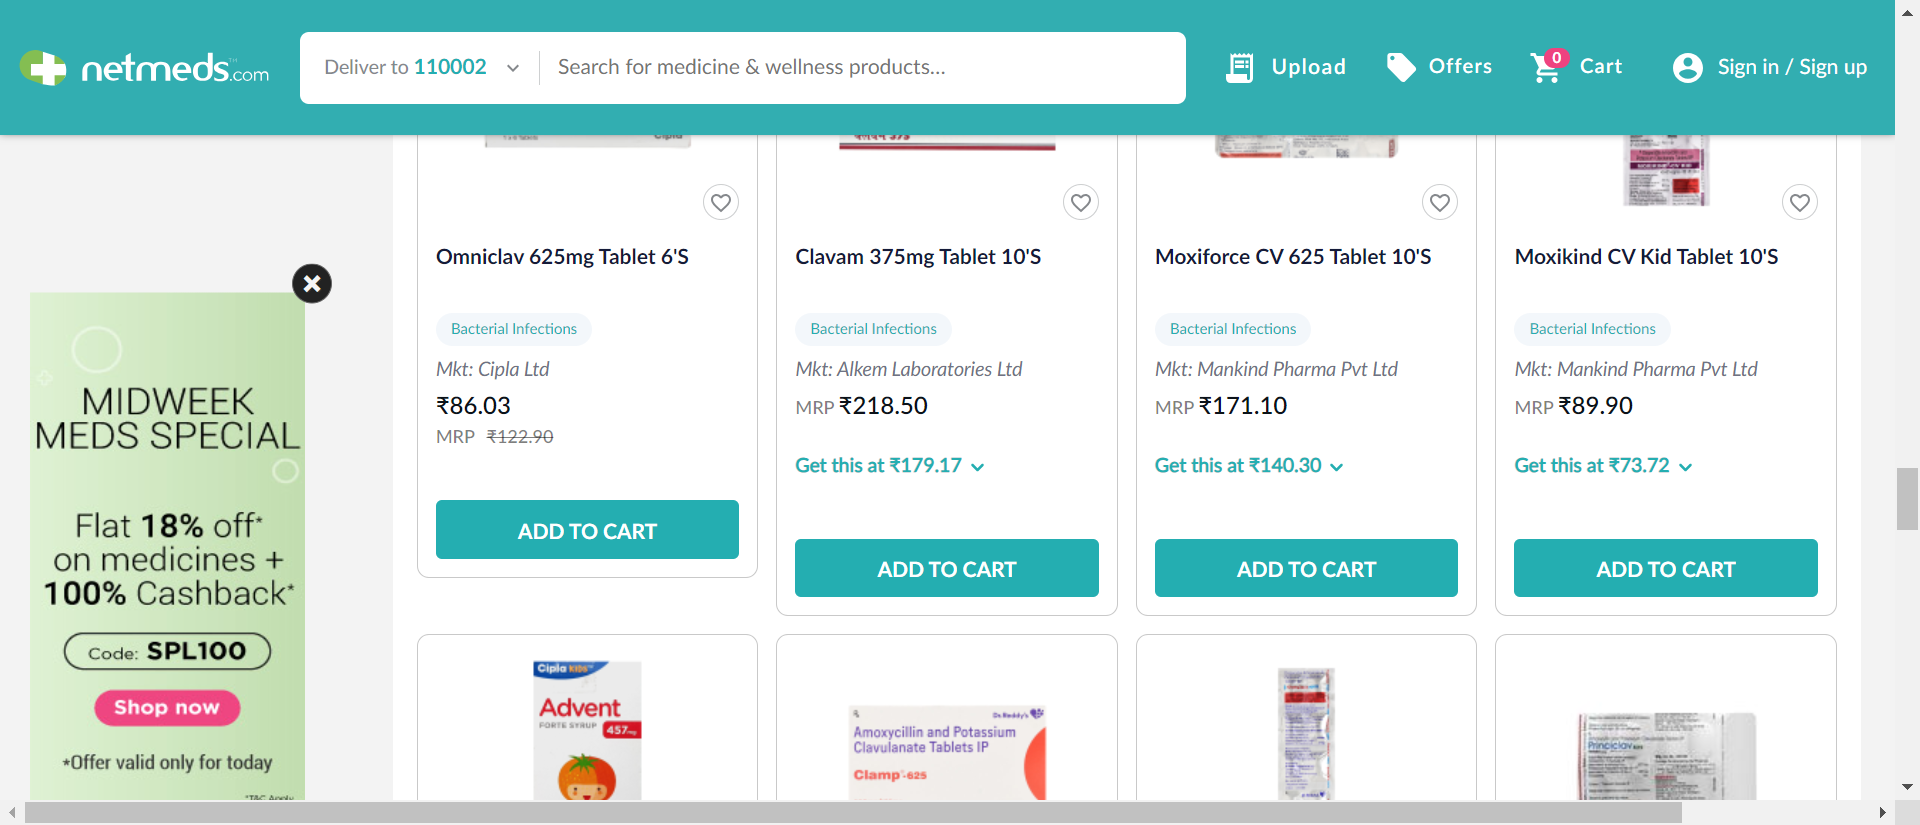 netmeds.com
Deliver to 110002
Search for medicine & wellness products...
Upload
Offers
0
Cart
Sign in / Sign up
Cipla
375
Omniclav 625mg Tablet 6'S
Bacterial Infections
Mkt: Cipla Ltd
₹86.03
MRP ₹122.90
ADD TO CART
Clavam 375mg Tablet 10'S
Bacterial Infections
Mkt: Alkem Laboratories Ltd
MRP ₹218.50
Get this at ₹179.17
ADD TO CART
Moxiforce CV 625 Tablet 10'S
Bacterial Infections
Mkt: Mankind Pharma Pvt Ltd
MRP ₹171.10
Get this at ₹140.30
ADD TO CART
Moxikind CV Kid Tablet 10'S
Bacterial Infections
Mkt: Mankind Pharma Pvt Ltd
MRP ₹89.90
Get this at ₹73.72
ADD TO CART
MIDWEEK
MEDS SPECIAL
Flat 18% off*
on medicines +
100% Cashback*
Code: SPL100
Shop now
*Offer valid only for today
*T&C Apply
Cipla Kids
Advent
FORTE SYRUP
457mg
Dr.Reddy's
Amoxycillin and Potassium
Clavulanate Tablets IP
Clamp-625
Princiclav